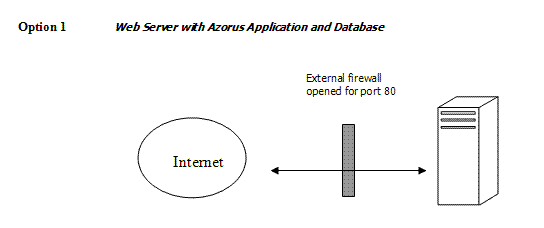 Option 1 Web Server with Azorus Application and Database
External firewall
opened for port 80
Internet